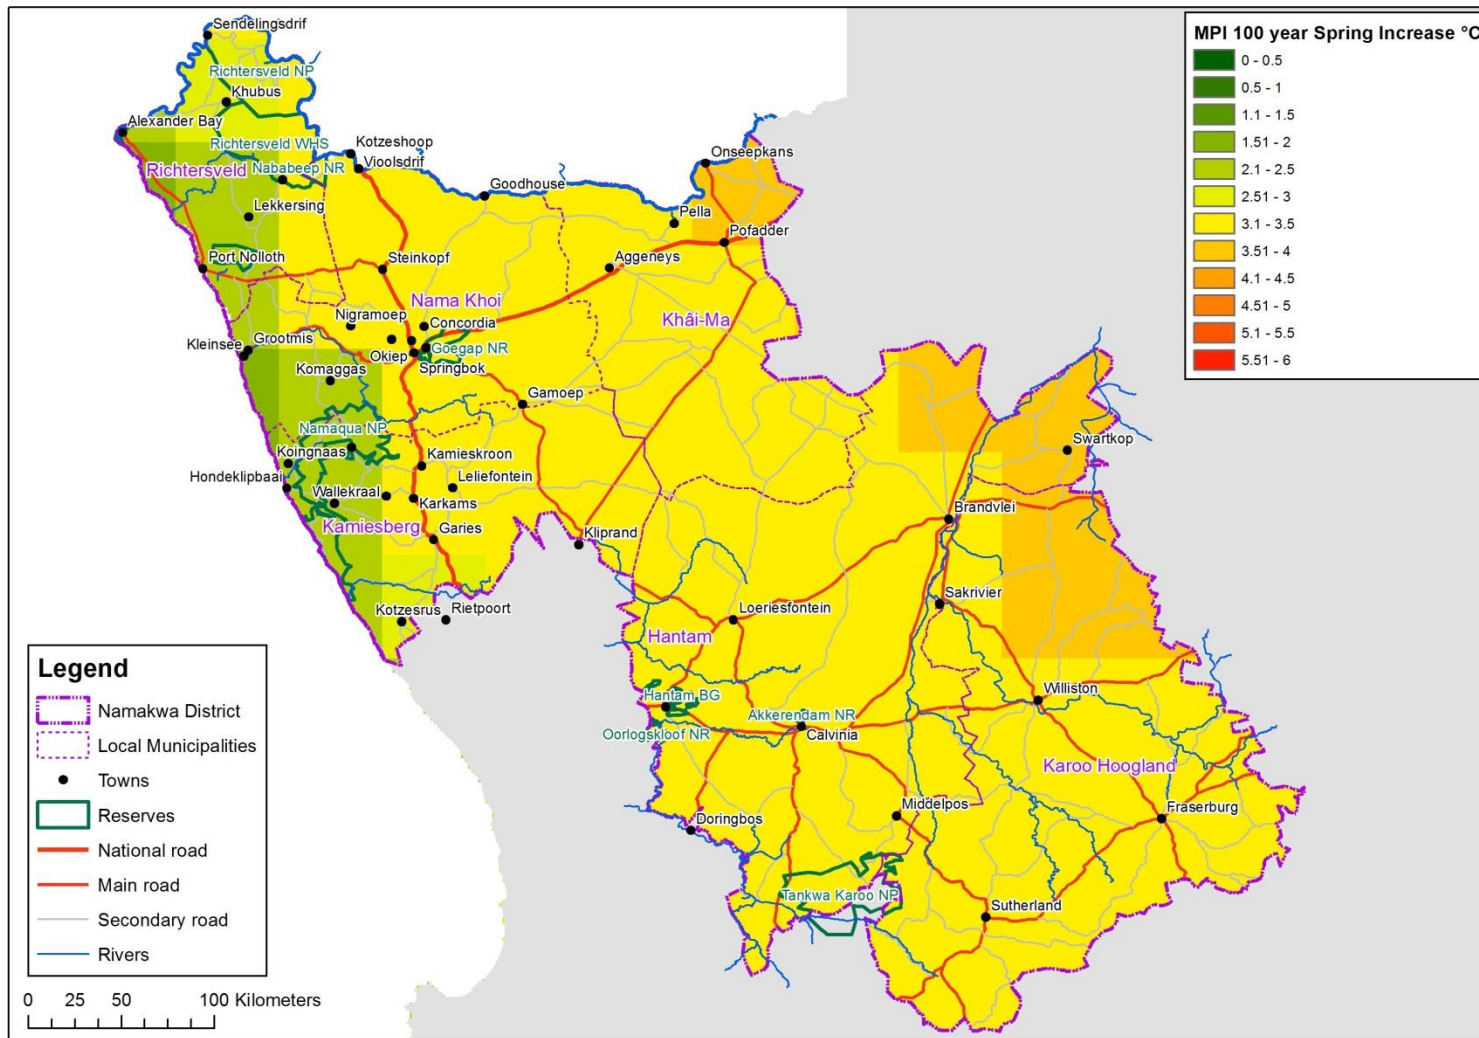 MPI 100 year Spring Increase °C
0 - 0.5
0.5 - 1
1.1 - 1.5
1.51 - 2
2.1 - 2.5
2.51 - 3
3.1 - 3.5
3.51 - 4
4.1 - 4.5
4.51 - 5
5.1 - 5.5
5.51 - 6
Sendelingsdrif
Richtersveld NP
Khubus
Alexander Bay
Richtersveld WHS
Kotzeshoop
Vioolsdrif
Onseepkans
Richtersveld
Nababeep NR
Goodhouse
Lekkersing
Pella
Pofadder
Port Nolloth
Steinkopf
Aggeneys
Nama Khoi
Nigramoep
Concordia
Khâi-Ma
Kleinsee
Grootmis
Okiep
Goegap NR
Springbok
Komaggas
Gamoep
Namaqua NP
Swartkop
Koingnaas
Kamieskroon
Hondeklipbaai
Leliefontein
Wallekraal
Karkams
Brandvlei
Kamiesberg
Garies
Kliprand
Sakrivier
Kotzesrus
Rietpoort
Loeriesfontein
Hantam
Hantam BG
Williston
Akkerendam NR
Oorlogskloof NR
Calvinia
Karoo Hoogland
Middelpos
Fraserburg
Doringbos
Tankwa Karoo NP
Sutherland
Legend
Namakwa District
Local Municipalities
Towns
Reserves
National road
Main road
Secondary road
Rivers
0 25 50 100 Kilometers